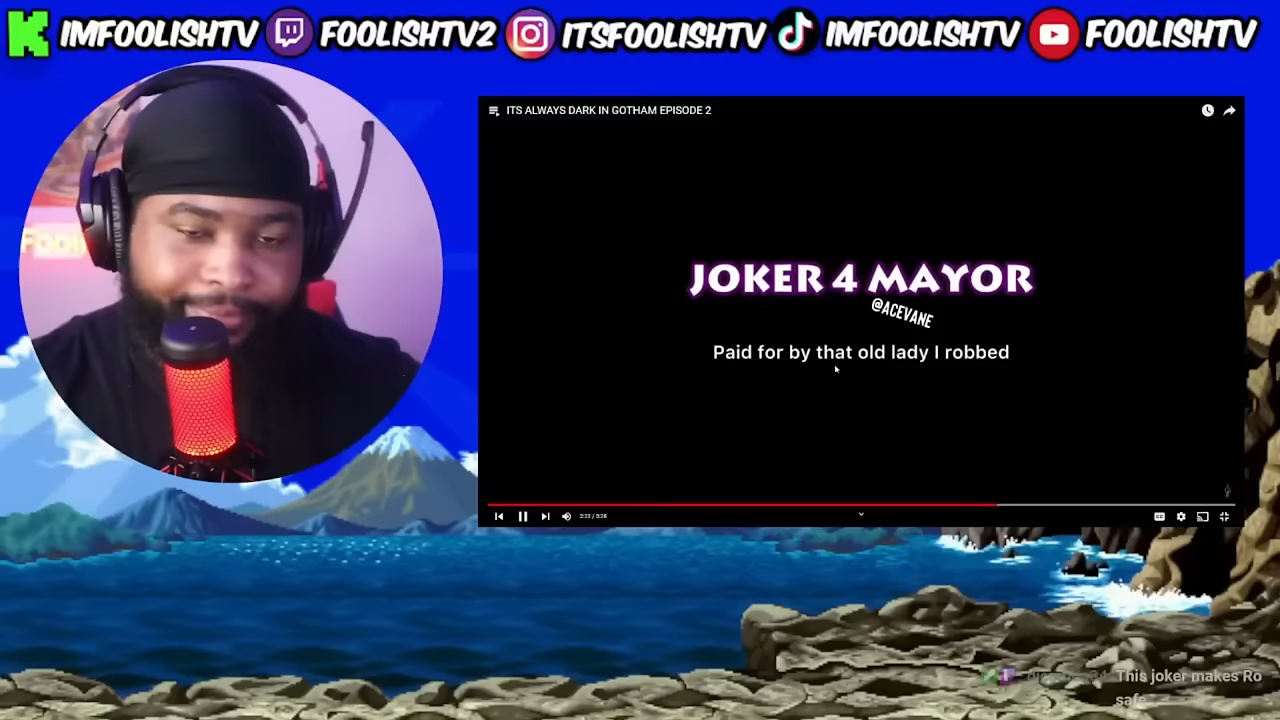 IMFOOLISHTV FOOLISHTV2 ITSFOOLISHTV IMFOOLISHTV FOOLISHTV
ITS ALWAYS DARK IN GOTHAM EPISODE 2
JOKER 4 MAYOR
@ACEVANE
Paid for by that old lady I robbed
This joker makes Ro
safe